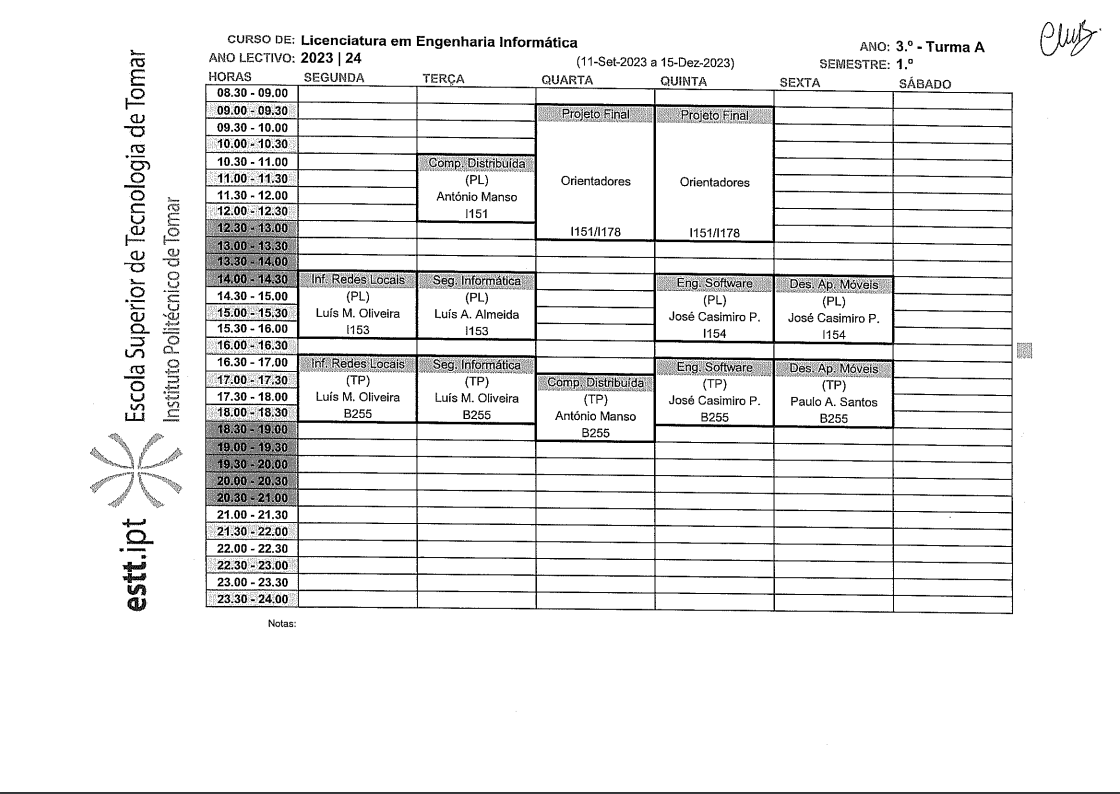 CURSO DE: Licenciatura em Engenharia Informática
ANO: 3.º - Turma A
ANO LECTIVO: 2023 | 24
(11-Set-2023 a 15-Dez-2023)
SEMESTRE: 1.º
HORAS SEGUNDA TERÇA QUARTA QUINTA SEXTA SÁBADO
08.30 - 09.00
09.00 - 09.30 Projeto Final Projeto Final
09.30 - 10.00
10.00 - 10.30
10.30 - 11.00 Comp. Distribuída
11.00 - 11.30 (PL) Orientadores Orientadores
11.30 - 12.00 António Manso
12.00 - 12.30 I151
12.30 - 13.00 I151/I178 I151/I178
13.00 - 13.30
13.30 - 14.00
14.00 - 14.30 Inf. Redes Locais Seg. Informática Eng. Software Des. Ap. Móveis
14.30 - 15.00 (PL) (PL) (PL) (PL)
15.00 - 15.30 Luís M. Oliveira Luís A. Almeida José Casimiro P. José Casimiro P.
15.30 - 16.00 I153 I153 I154 I154
16.00 - 16.30
16.30 - 17.00 Inf. Redes Locais Seg. Informática Eng. Software Des. Ap. Móveis
17.00 - 17.30 (TP) (TP) Comp. Distribuída (TP) (TP)
17.30 - 18.00 Luís M. Oliveira Luís M. Oliveira (TP) José Casimiro P. Paulo A. Santos
18.00 - 18.30 B255 B255 António Manso B255 B255
18.30 - 19.00 B255
19.00 - 19.30
19.30 - 20.00
20.00 - 20.30
20.30 - 21.00
21.00 - 21.30
21.30 - 22.00
22.00 - 22.30
22.30 - 23.00
23.00 - 23.30
23.30 - 24.00
Notas:
estt.ipt
Escola Superior de Tecnologia de Tomar
Instituto Politécnico de Tomar